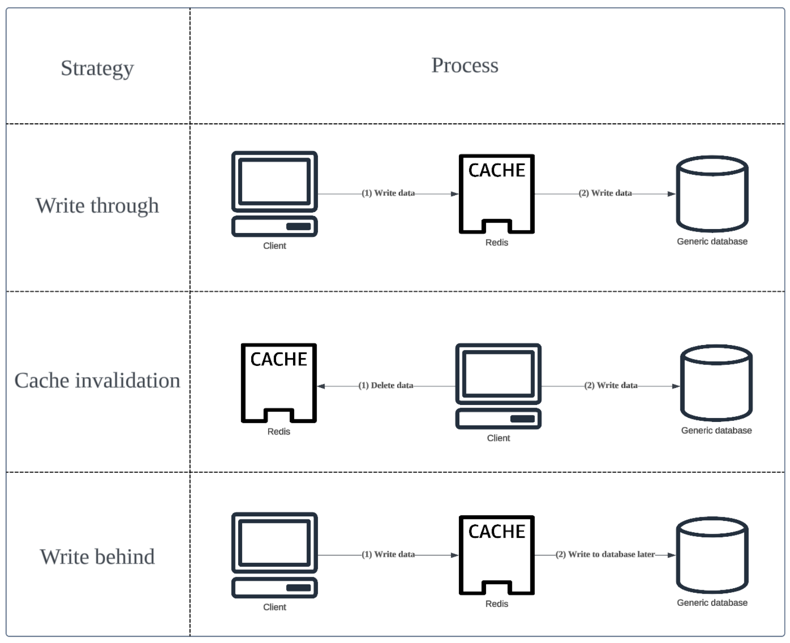 Strategy
Process
Write through
CACHE
(1) Write data
(2) Write data
Client
Redis
Generic database
Cache invalidation
CACHE
(1) Delete data
(2) Write data
Redis
Client
Generic database
Write behind
CACHE
(1) Write data
(2) Write to database later
Client
Redis
Generic database